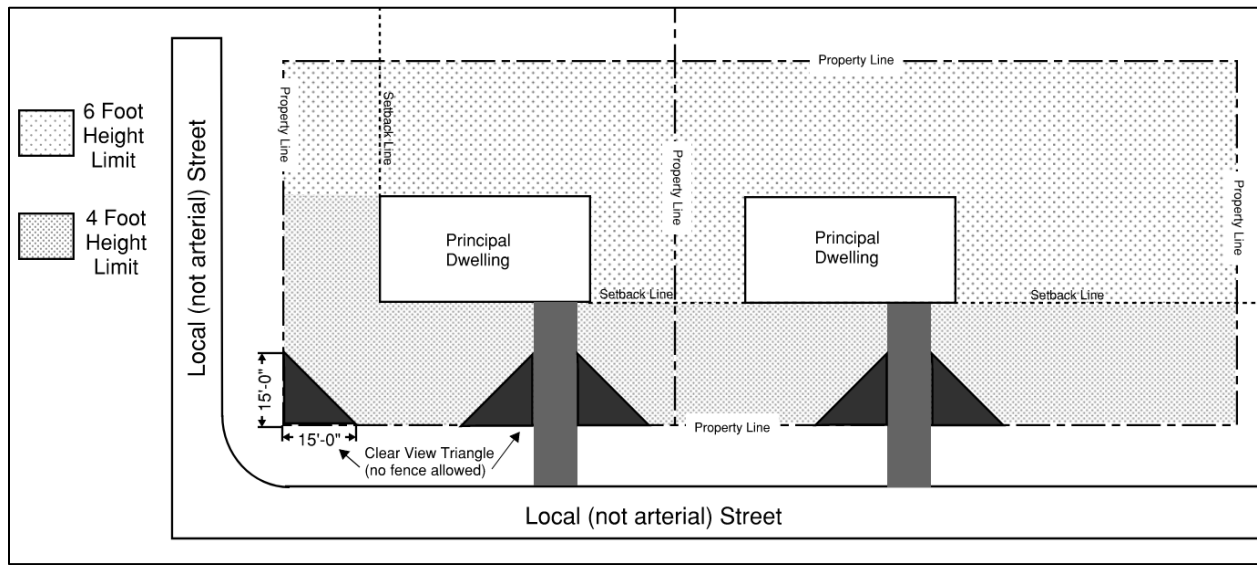 6 Foot
Height
Limit
4 Foot
Height
Limit
Local (not arterial) Street
Property Line
Setback Line
Property Line
Property Line
Property Line
Principal
Dwelling
Principal
Dwelling
Setback Line
Setback Line
15'-0"
15'-0"
Clear View Triangle
(no fence allowed)
Property Line
Local (not arterial) Street